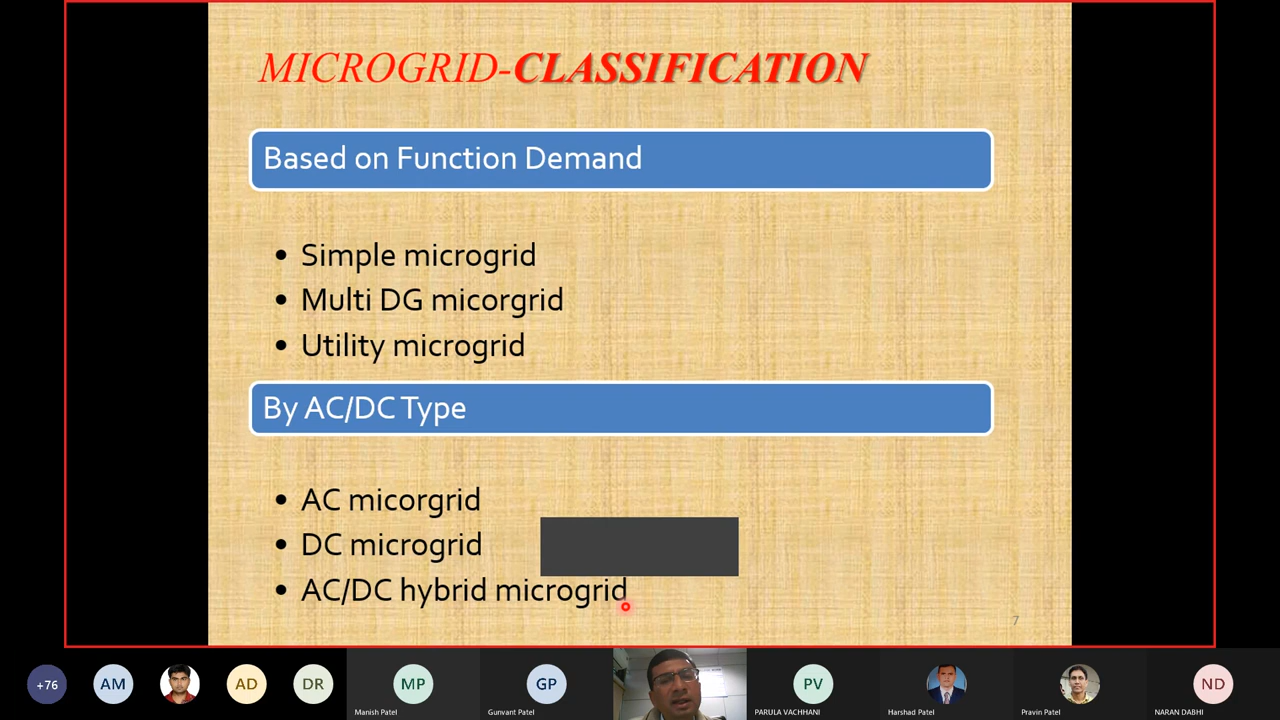 MICROGRID-CLASSIFICATION
Based on Function Demand
• Simple microgrid
• Multi DG micorgrid
• Utility microgrid
By AC/DC Type
• AC micorgrid
• DC microgrid
• AC/DC hybrid microgrid
7
+76
AM
AD
DR
MP
GP
PV
ND
Manish Patel
Gunvant Patel
PARULA VACHHANI
Harshad Patel
Pravin Patel
NARAN DABHI